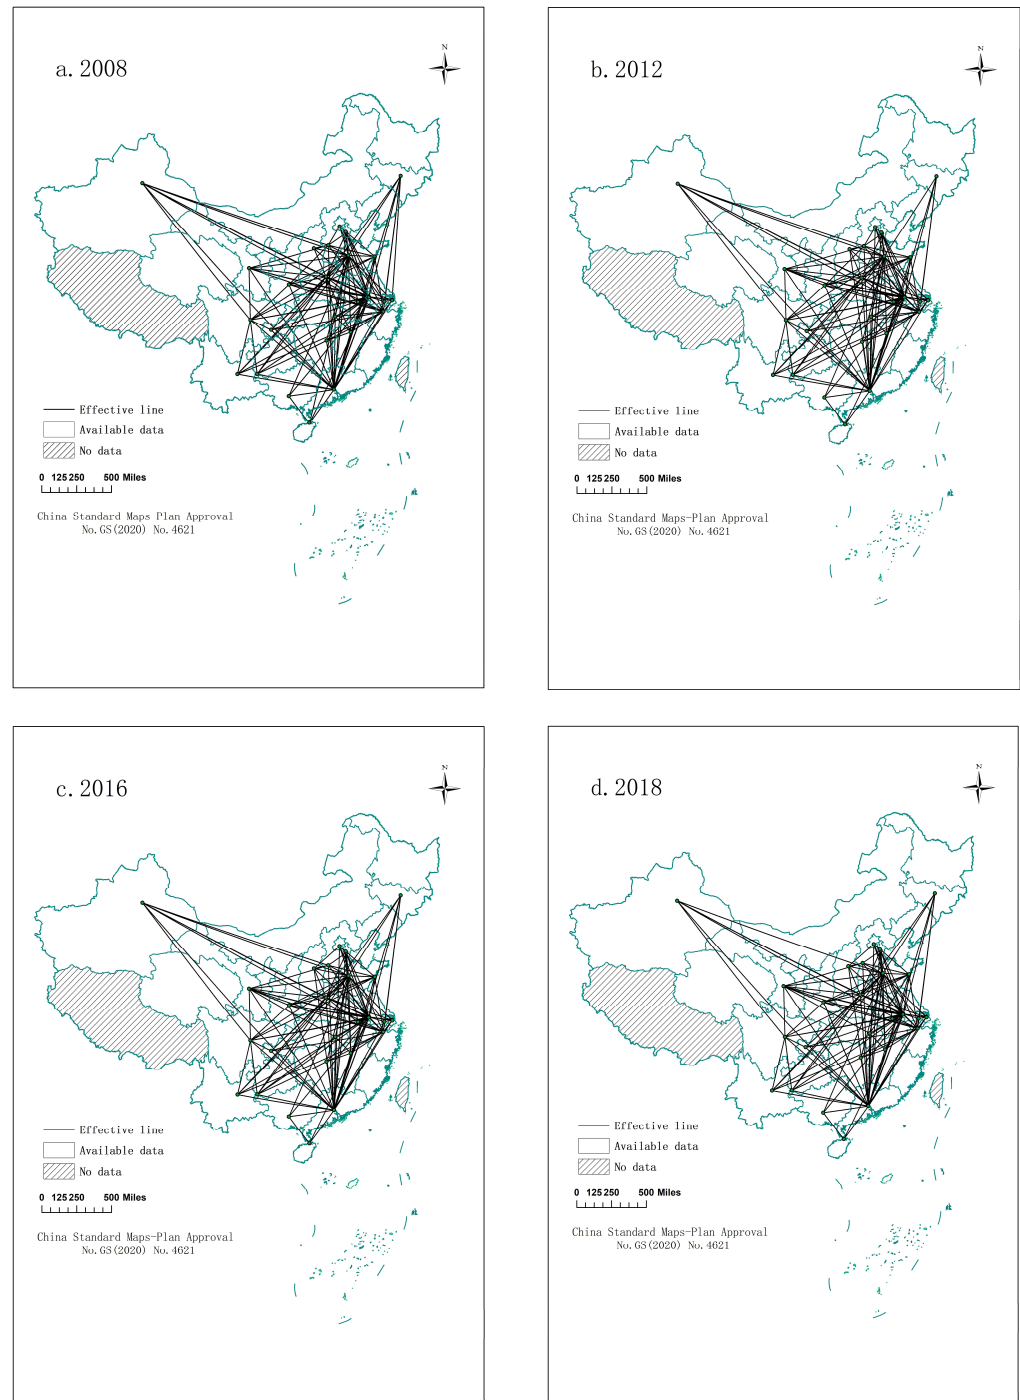 N
a. 2008
Effective line
Available data
No data
0 125 250 500 Miles
China Standard Maps Plan Approval
No. GS(2020) No. 4621
N
b. 2012
Effective line
Available data
No data
0 125 250 500 Miles
China Standard Maps-Plan Approval
No. GS(2020) No. 4621
N
c. 2016
Effective line
Available data
No data
0 125 250 500 Miles
China Standard Maps-Plan Approval
No. GS(2020) No. 4621
N
d. 2018
Effective line
Available data
No data
0 125 250 500 Miles
China Standard Maps-Plan Approval
No. GS(2020) No. 4621